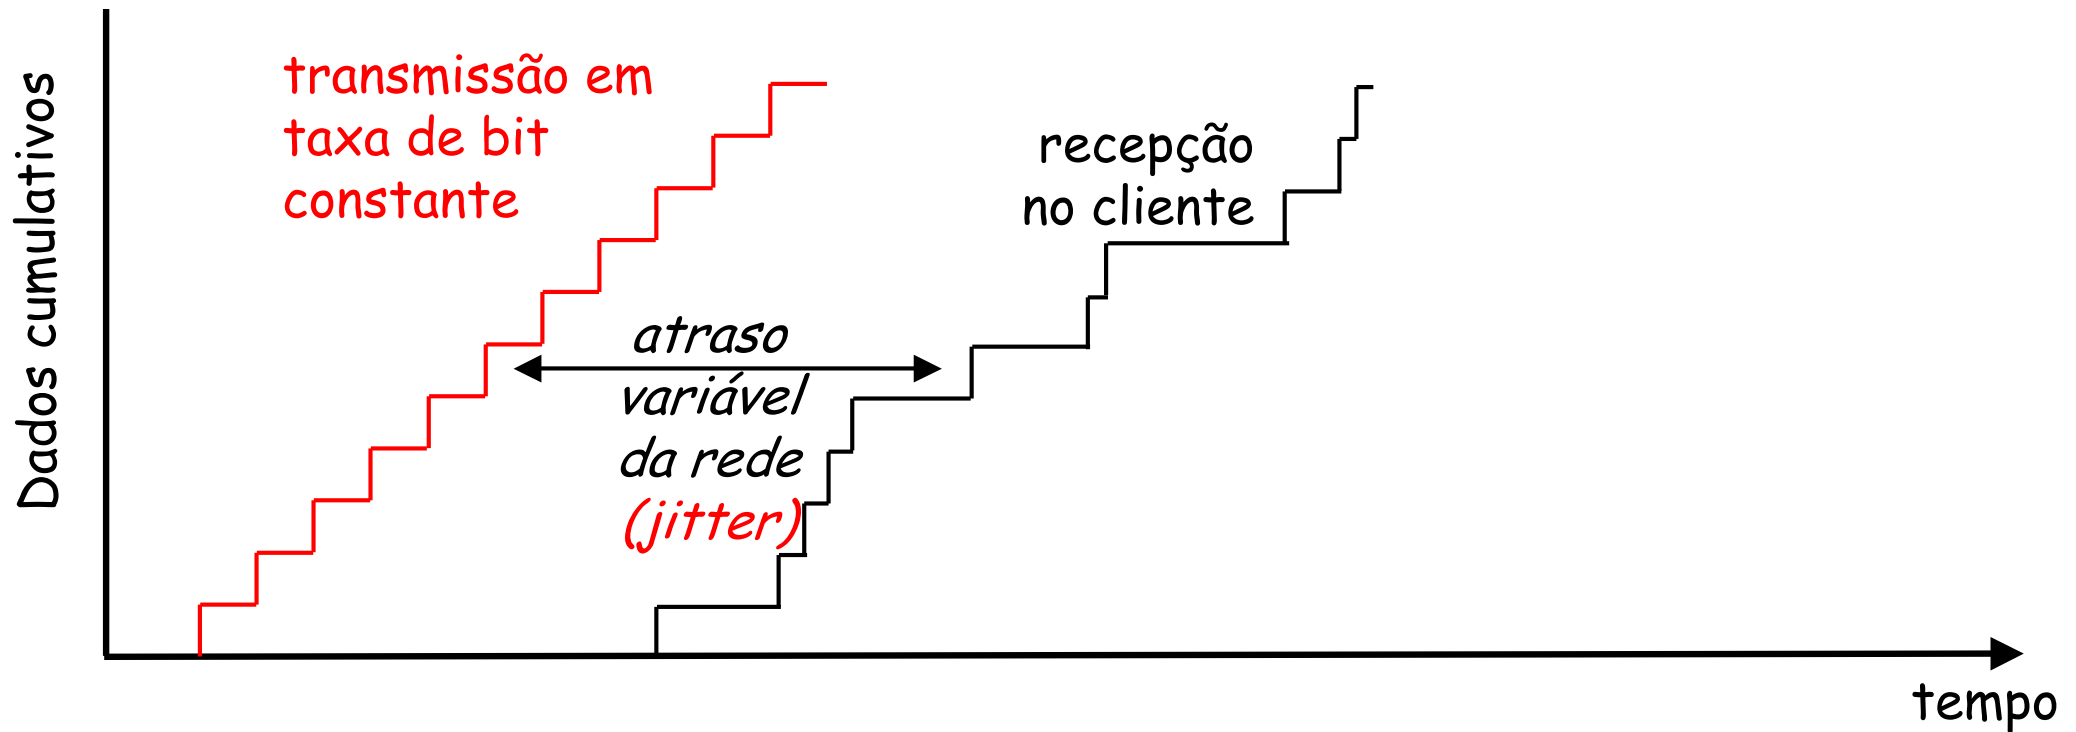 Dados cumulativos
transmissão em
taxa de bit
constante
recepção
no cliente
atraso
variável
da rede
(jitter)
tempo